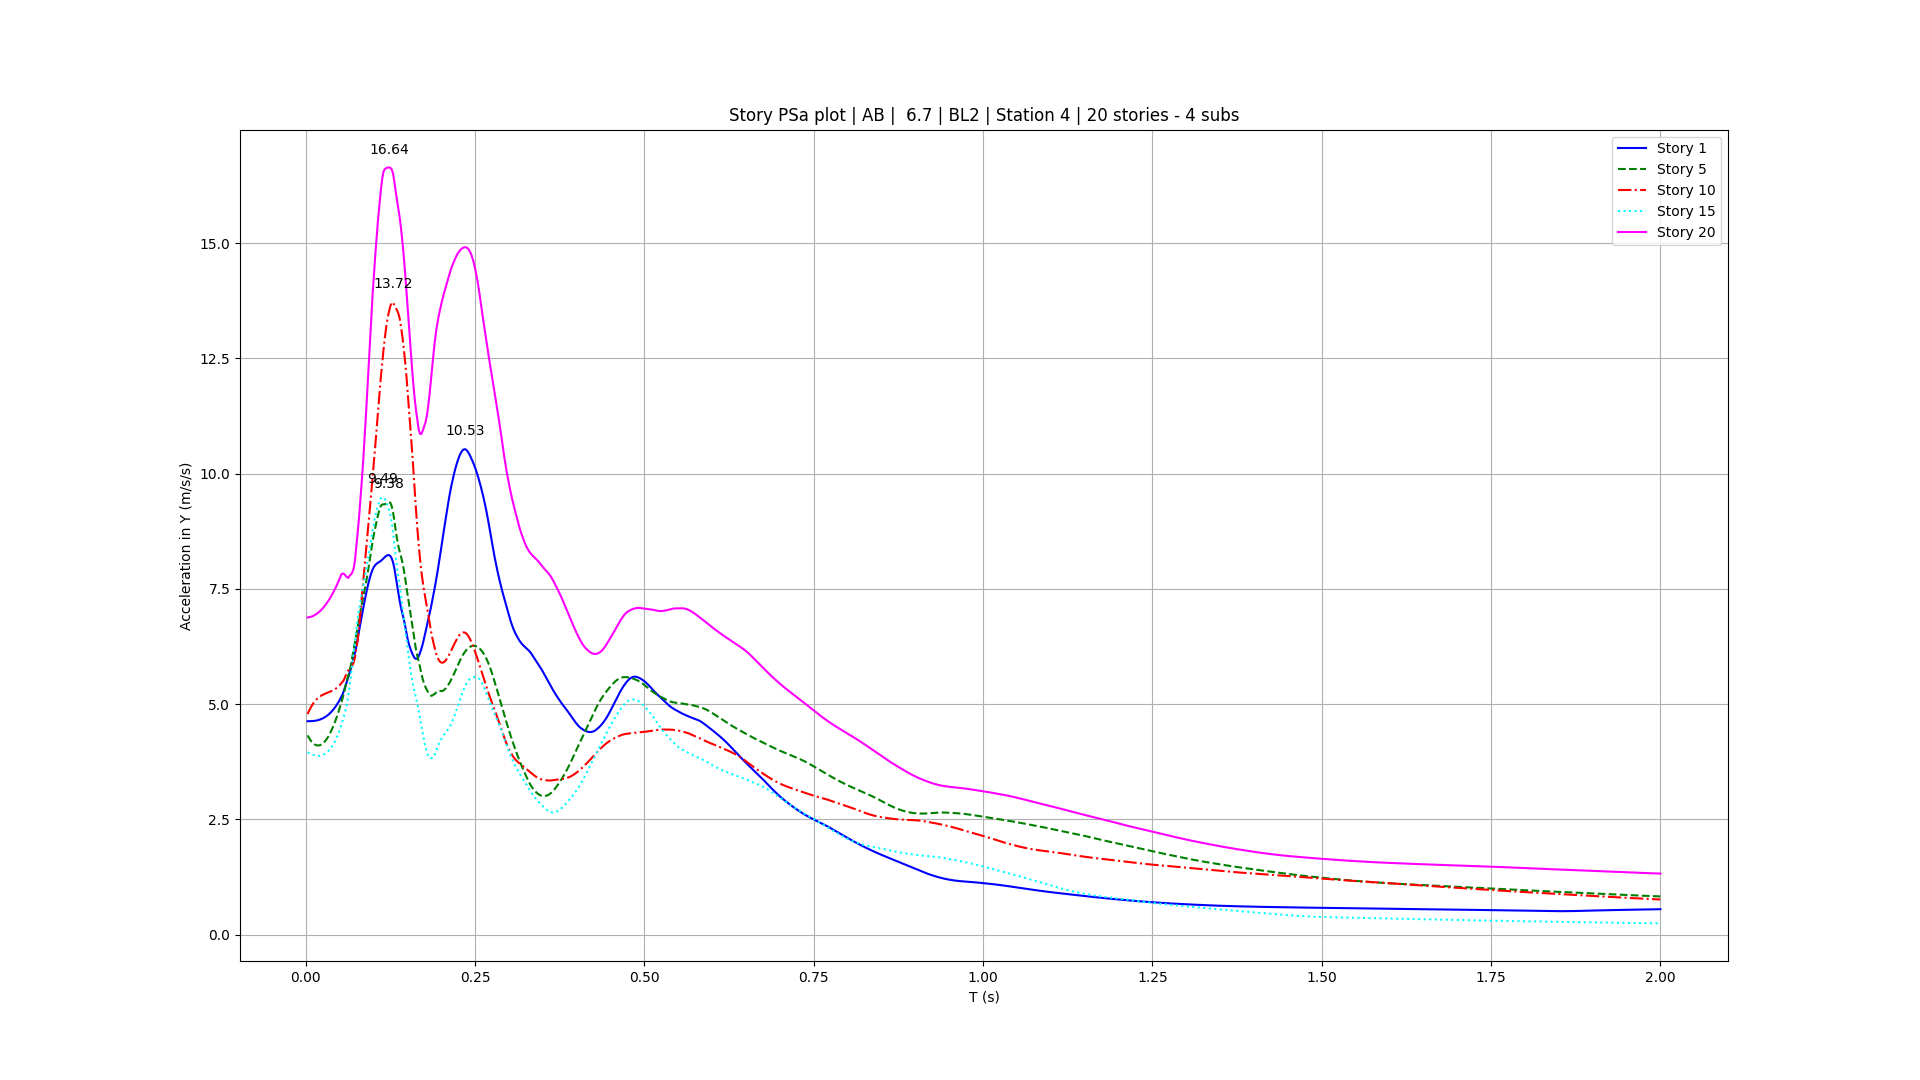 Story PSa plot | AB |  6.7 | BL2 | Station 4 | 20 stories - 4 subs
16.64
13.72
10.53
9.49
9.38
Story 1
Story 5
Story 10
Story 15
Story 20
Acceleration in Y (m/s/s)
15.0
12.5
10.0
7.5
5.0
2.5
0.0
0.00 0.25 0.50 0.75 1.00 1.25 1.50 1.75 2.00
T (s)